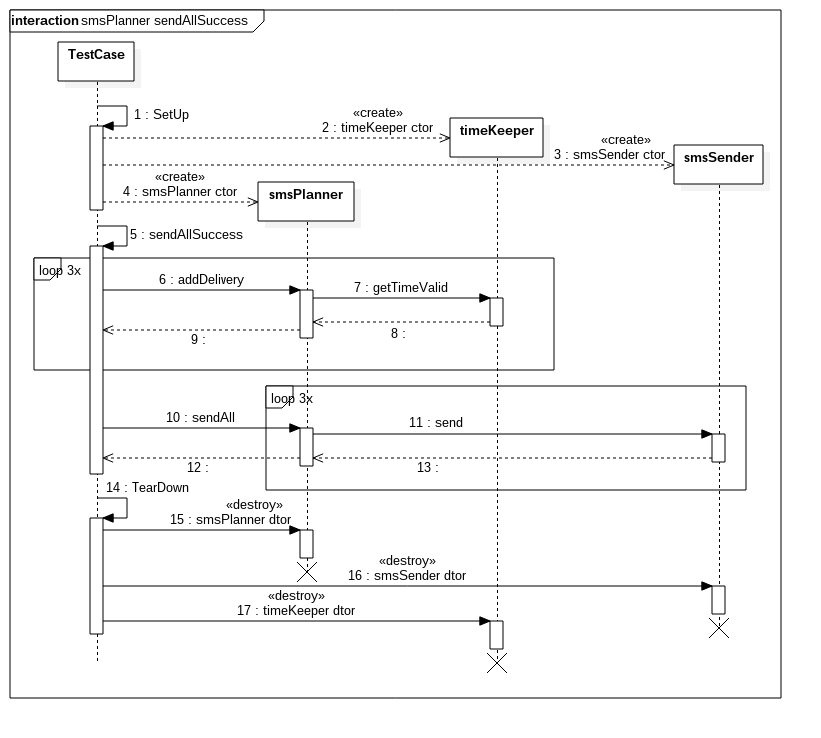 interaction smsPlanner sendAllSuccess
TestCase
1 : SetUp
«create»
2 : timeKeeper ctor
timeKeeper
«create»
3 : smsSender ctor
smsSender
«create»
4 : smsPlanner ctor
smsPlanner
5 : sendAllSuccess
loop 3x
6 : addDelivery
7 : getTimeValid
8 :
9 :
loop 3x
10 : sendAll
11 : send
12 :
13 :
14 : TearDown
«destroy»
15 : smsPlanner dtor
«destroy»
16 : smsSender dtor
«destroy»
17 : timeKeeper dtor